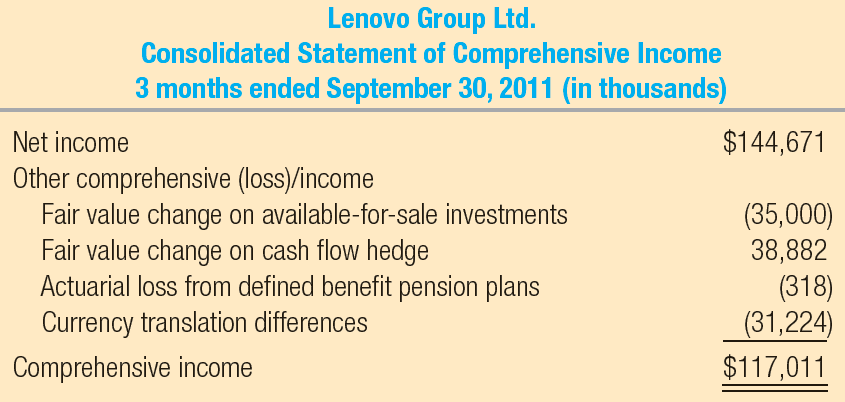 Lenovo Group Ltd.
Consolidated Statement of Comprehensive Income
3 months ended September 30, 2011 (in thousands)
Net income $144,671
Other comprehensive (loss)/income
Fair value change on available-for-sale investments (35,000)
Fair value change on cash flow hedge 38,882
Actuarial loss from defined benefit pension plans (318)
Currency translation differences (31,224)
Comprehensive income $117,011